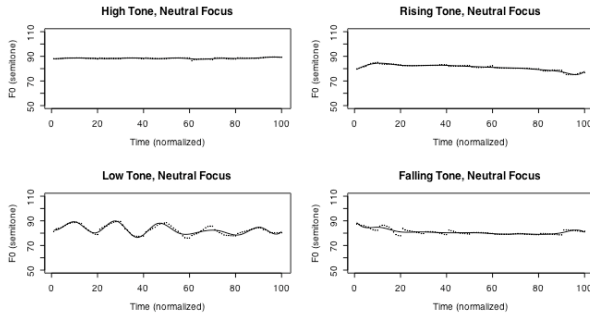 High Tone, Neutral Focus
F0 (semitone)
50 70 90 110
0 20 40 60 80 100
Time (normalized)
Rising Tone, Neutral Focus
F0 (semitone)
50 70 90 110
0 20 40 60 80 100
Time (normalized)
Low Tone, Neutral Focus
F0 (semitone)
50 70 90 110
0 20 40 60 80 100
Time (normalized)
Falling Tone, Neutral Focus
F0 (semitone)
50 70 90 110
0 20 40 60 80 100
Time (normalized)